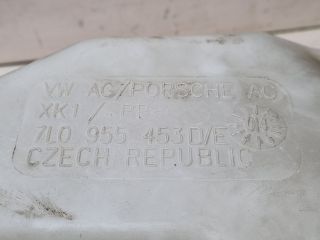 VW AG/PORSCHE AG
XK1 / PP
7L0 955 453 D/E
CZECH REPUBLIC